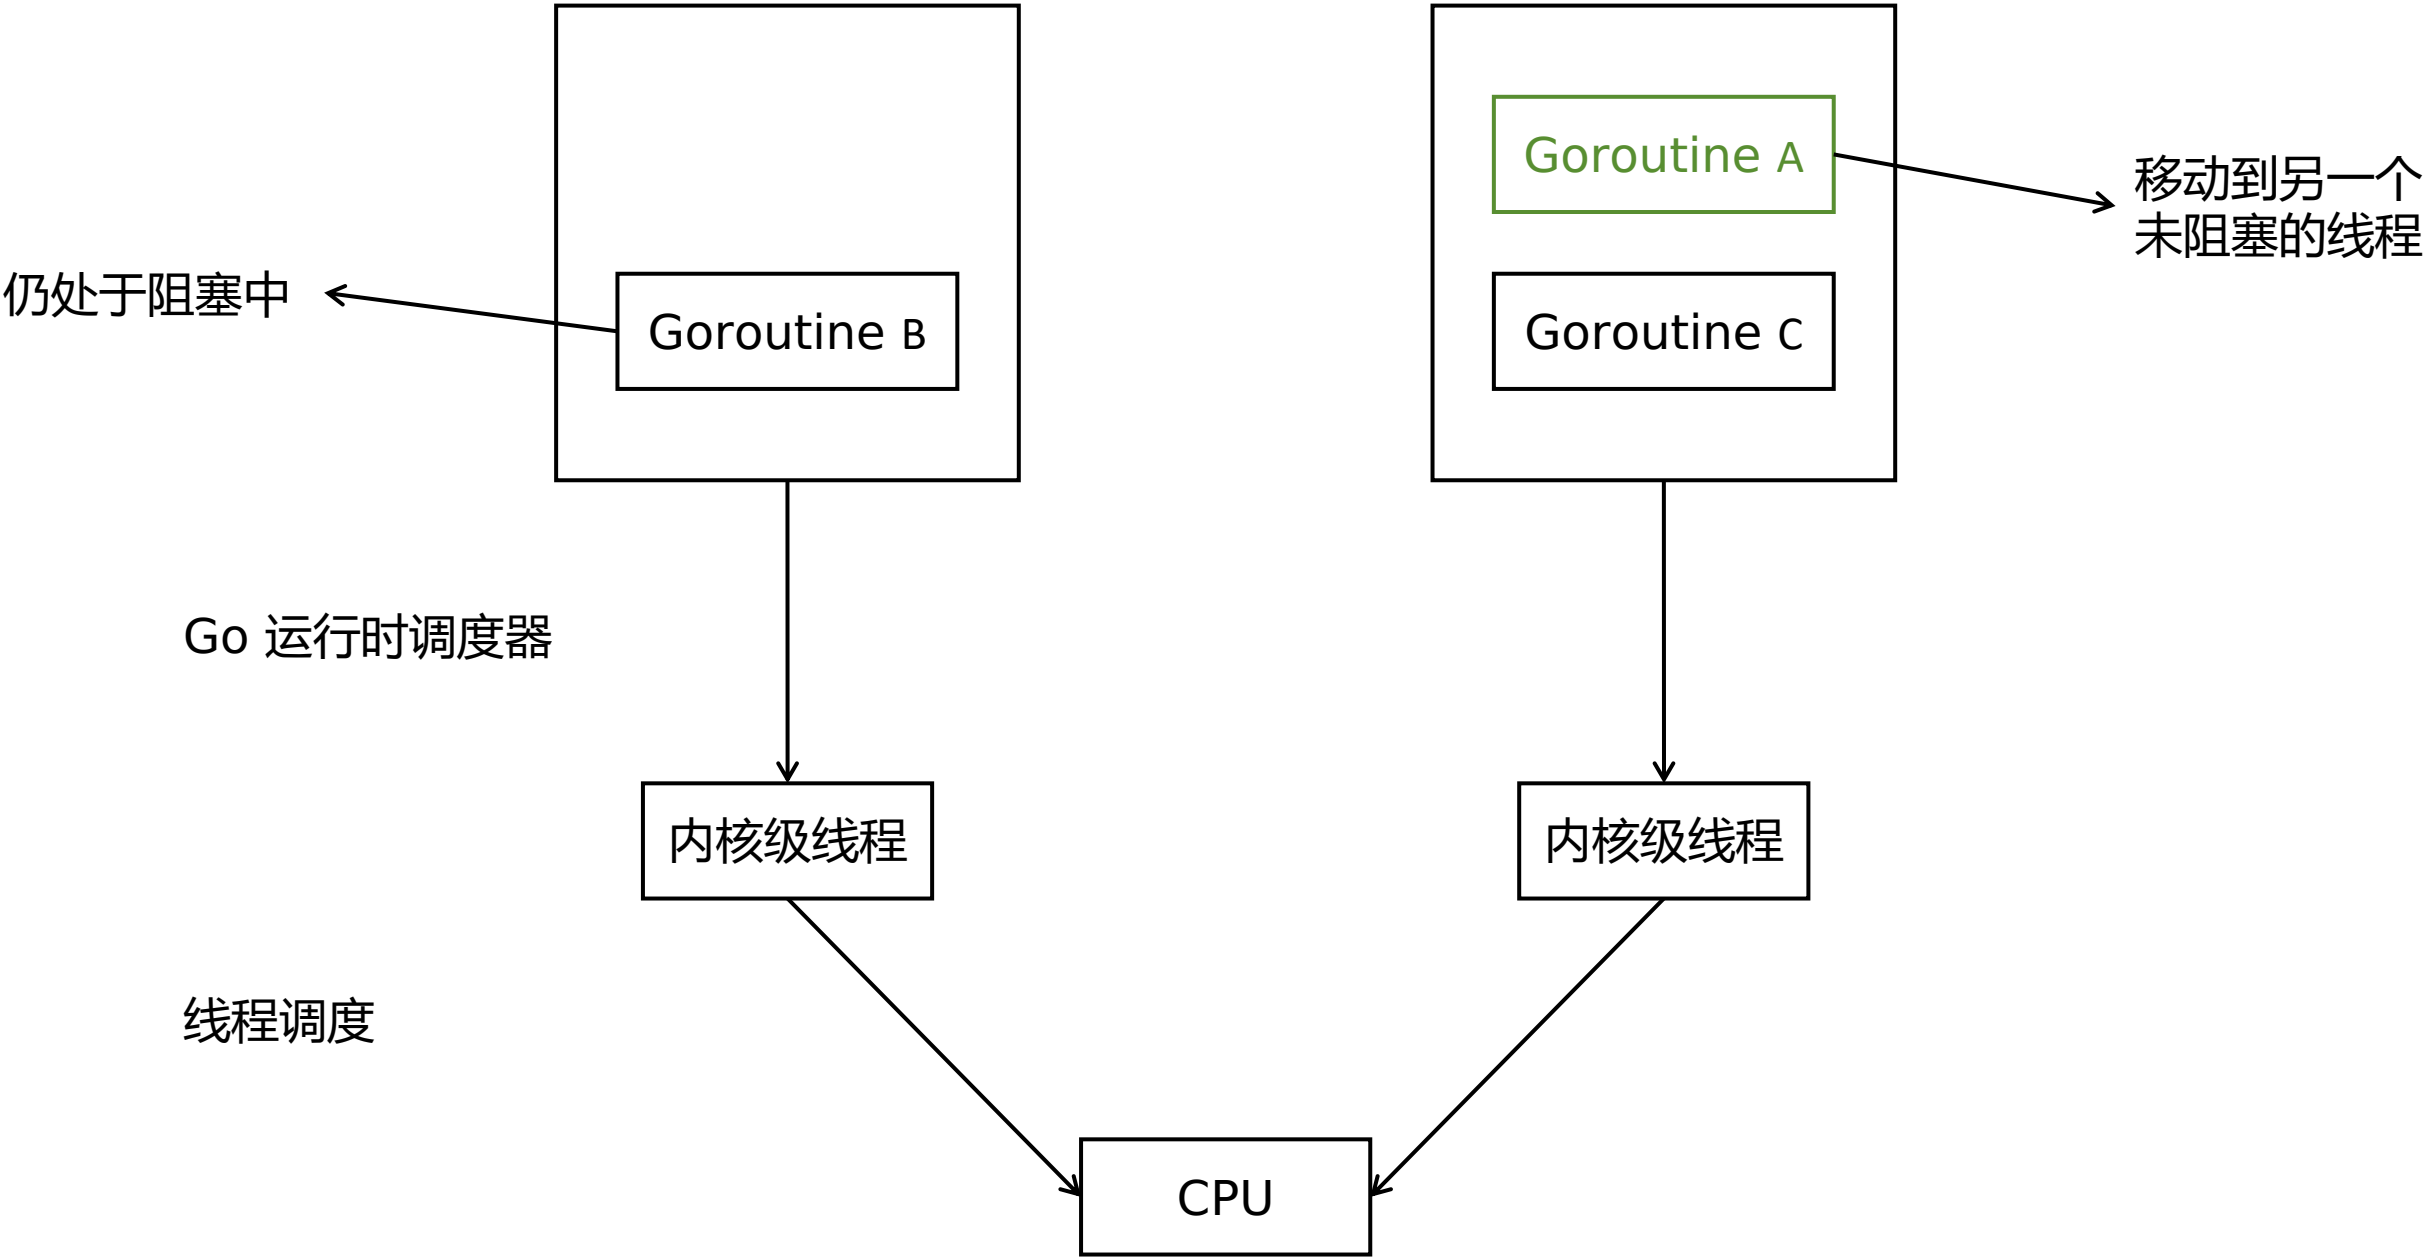 Goroutine A
移动到另一个
未阻塞的线程
仍处于阻塞中
Goroutine B
Goroutine C
Go 运行时调度器
内核级线程
内核级线程
线程调度
CPU